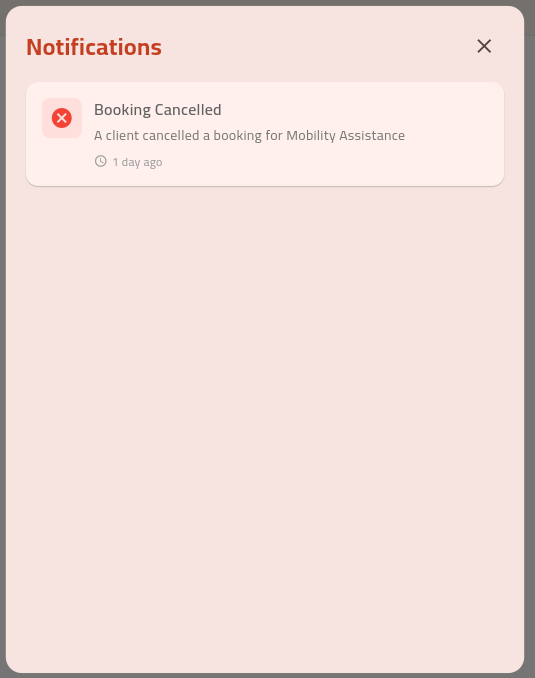 Notifications
Booking Cancelled
A client cancelled a booking for Mobility Assistance
1 day ago